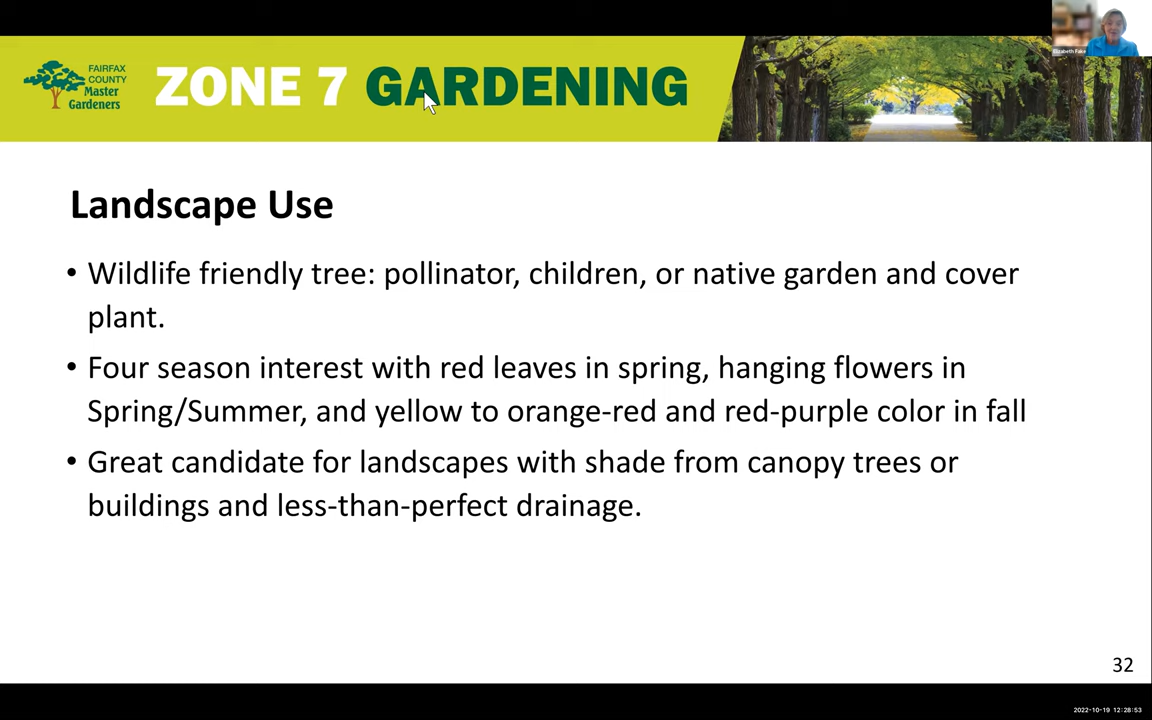 FAIRFAX
COUNTY
Master
Gardeners
ZONE 7 GARDENING
Elizabeth Fake
Landscape Use
• Wildlife friendly tree: pollinator, children, or native garden and cover
plant.
• Four season interest with red leaves in spring, hanging flowers in
Spring/Summer, and yellow to orange-red and red-purple color in fall
• Great candidate for landscapes with shade from canopy trees or
buildings and less-than-perfect drainage.
32
2022-10-19 12:28:53